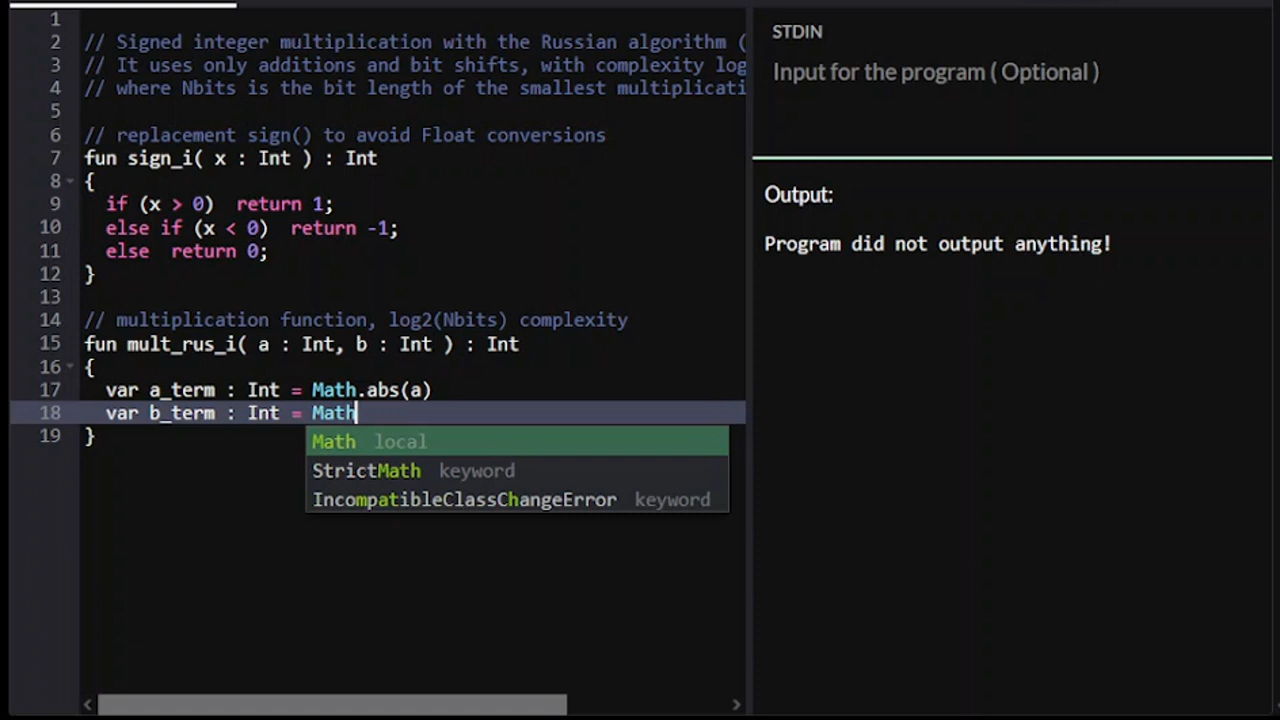 1
2 // Signed integer multiplication with the Russian algorithm (
3 // It uses only additions and bit shifts, with complexity log
4 // where Nbits is the bit length of the smallest multiplicati
5
6 // replacement sign() to avoid Float conversions
7 fun sign_i( x : Int ) : Int
8 {
9 if (x > 0) return 1;
10 else if (x < 0) return -1;
11 else return 0;
12 }
13
14 // multiplication function, log2(Nbits) complexity
15 fun mult_rus_i( a : Int, b : Int ) : Int
16 {
17 var a_term : Int = Math.abs(a)
18 var b_term : Int = Math
19 }
Math local
StrictMath keyword
IncompatibleClassChangeError keyword
STDIN
Input for the program ( Optional )
Output:
Program did not output anything!